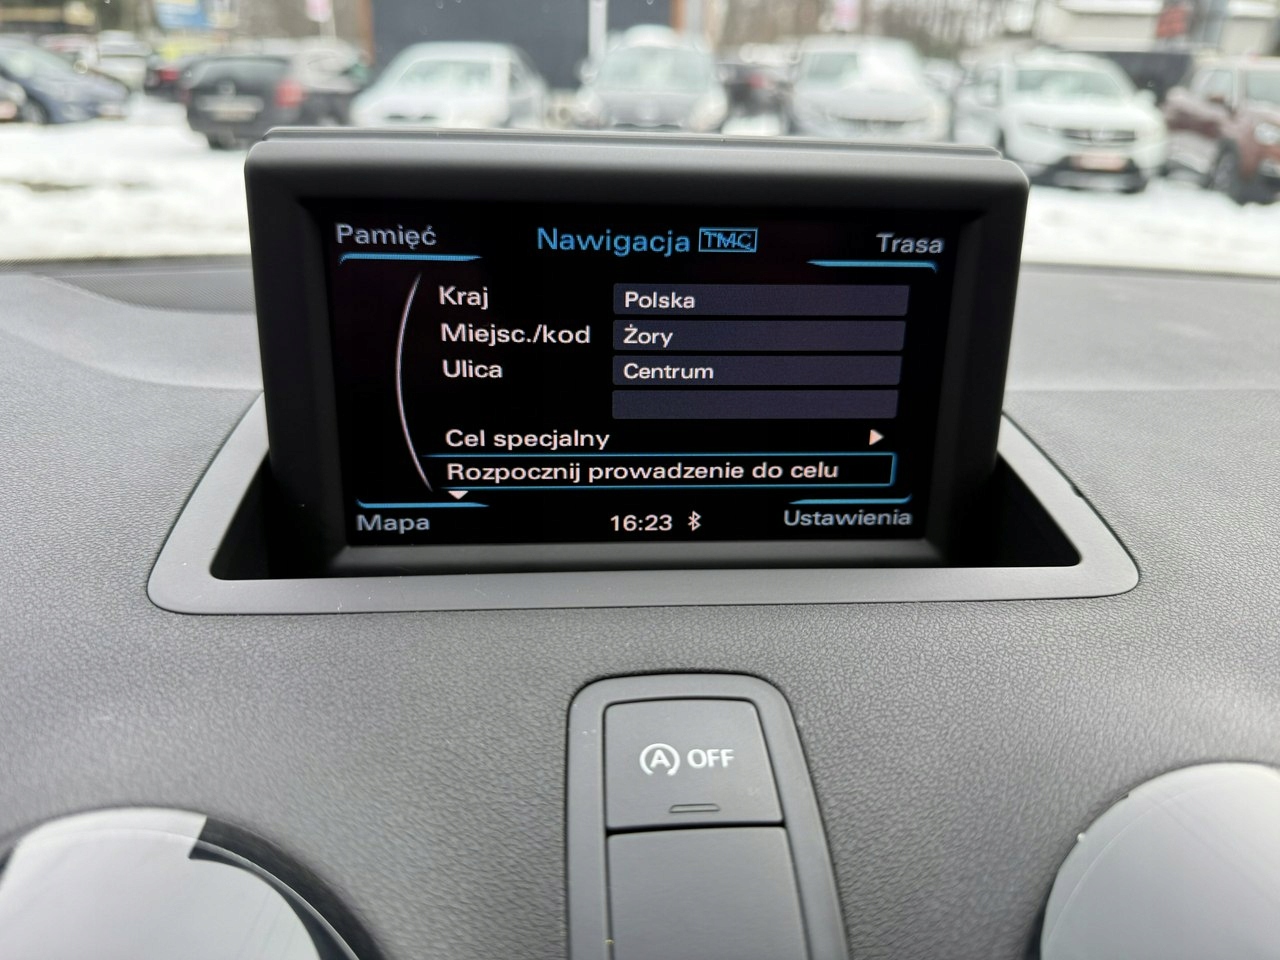 Pamięć
Nawigacja TMC
Trasa
Kraj Polska
Miejsc./kod Żory
Ulica Centrum
Cel specjalny
Rozpocznij prowadzenie do celu
Mapa
16:23
Ustawienia
A OFF